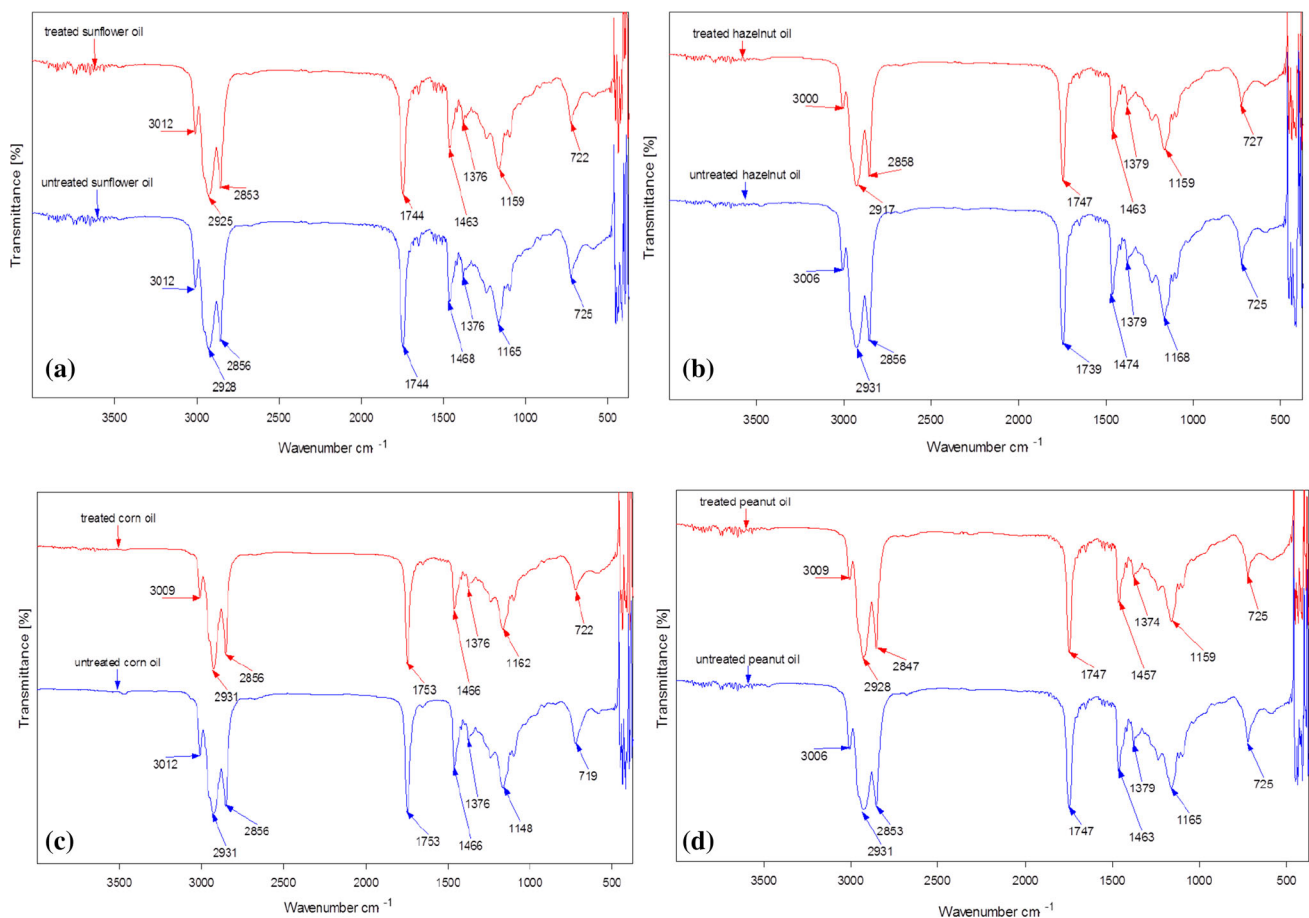 treated sunflower oil
3012
2853
2925
1744
1463
1376
1159
722
untreated sunflower oil
3012
2856
2928
1744
1468
1376
1165
725
Transmittance [%]
(a)
3500 3000 2500 2000 1500 1000 500
Wavenumber cm -1
treated hazelnut oil
3000
2858
2917
1747
1463
1379
1159
727
untreated hazelnut oil
3006
2856
2931
1739
1474
1379
1168
725
Transmittance [%]
(b)
3500 3000 2500 2000 1500 1000 500
Wavenumber cm -1
treated corn oil
3009
2856
2931
1753
1466
1376
1162
722
untreated corn oil
3012
2856
2931
1753
1466
1376
1148
719
Transmittance [%]
(c)
3500 3000 2500 2000 1500 1000 500
Wavenumber cm -1
treated peanut oil
3009
2847
2928
1747
1457
1374
1159
725
untreated peanut oil
3006
2853
2931
1747
1463
1379
1165
725
Transmittance [%]
(d)
3500 3000 2500 2000 1500 1000 500
Wavenumber cm -1